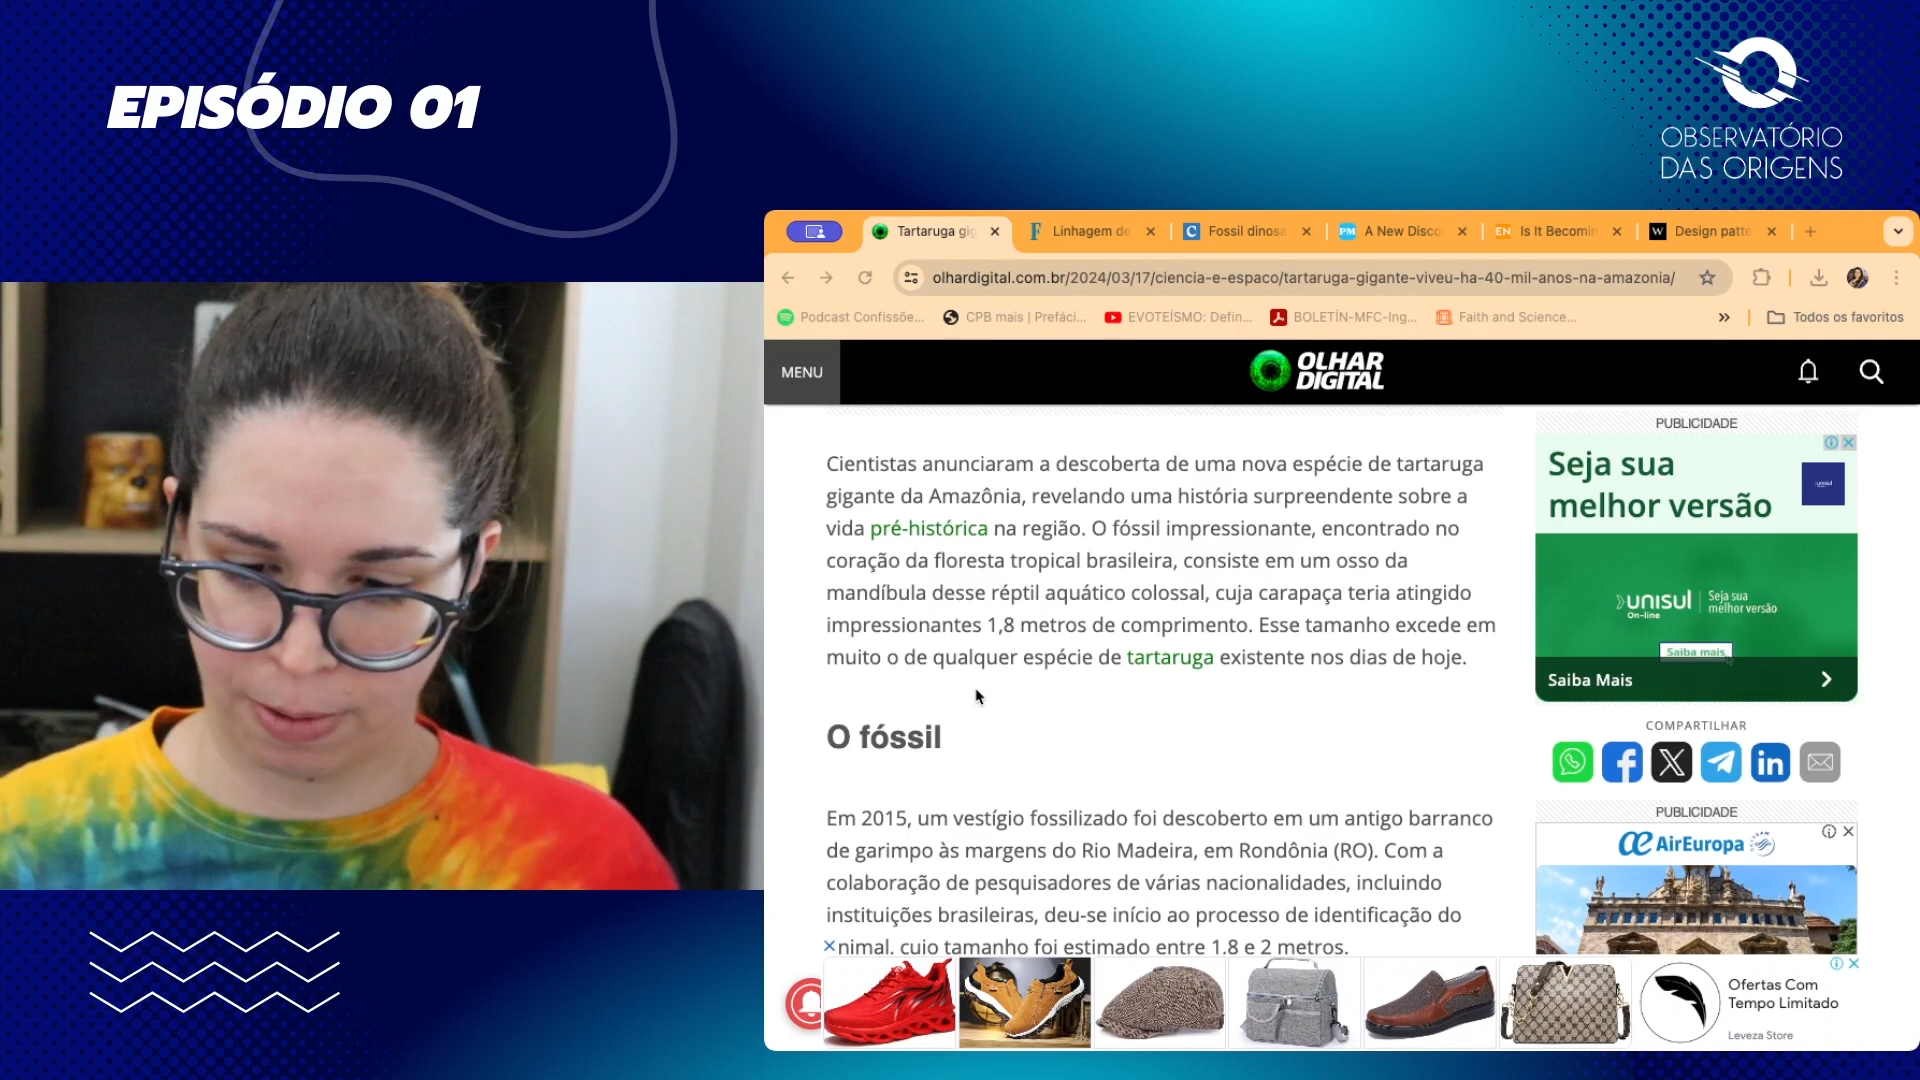 EPISÓDIO 01
OBSERVATÓRIO
DAS ORIGENS
Tartaruga gig
Linhagem de
Fossil dinosa
PM
A New Disco
EN
Is It Becomin
W
Design patte
olhardigital.com.br/2024/03/17/ciencia-e-espaco/tartaruga-gigante-viveu-ha-40-mil-anos-na-amazonia/
Podcast Confissõe...
CPB mais | Prefáci...
EVOTEÍSMO: Defin...
BOLETÍN-MFC-Ing...
Faith and Science...
Todos os favoritos
MENU
OLHAR
DIGITAL
Cientistas anunciaram a descoberta de uma nova espécie de tartaruga
gigante da Amazônia, revelando uma história surpreendente sobre a
vida pré-histórica na região. O fóssil impressionante, encontrado no
coração da floresta tropical brasileira, consiste em um osso da
mandíbula desse réptil aquático colossal, cuja carapaça teria atingido
impressionantes 1,8 metros de comprimento. Esse tamanho excede em
muito o de qualquer espécie de tartaruga existente nos dias de hoje.
O fóssil
Em 2015, um vestígio fossilizado foi descoberto em um antigo barranco
de garimpo às margens do Rio Madeira, em Rondônia (RO). Com a
colaboração de pesquisadores de várias nacionalidades, incluindo
instituições brasileiras, deu-se início ao processo de identificação do
nimal, cujo tamanho foi estimado entre 1,8 e 2 metros.
PUBLICIDADE
Seja sua
melhor versão
unisul
On-line
Seja sua
melhor versão
Saiba mais
Saiba Mais
COMPARTILHAR
PUBLICIDADE
AirEuropa
Ofertas Com
Tempo Limitado
Leveza Store